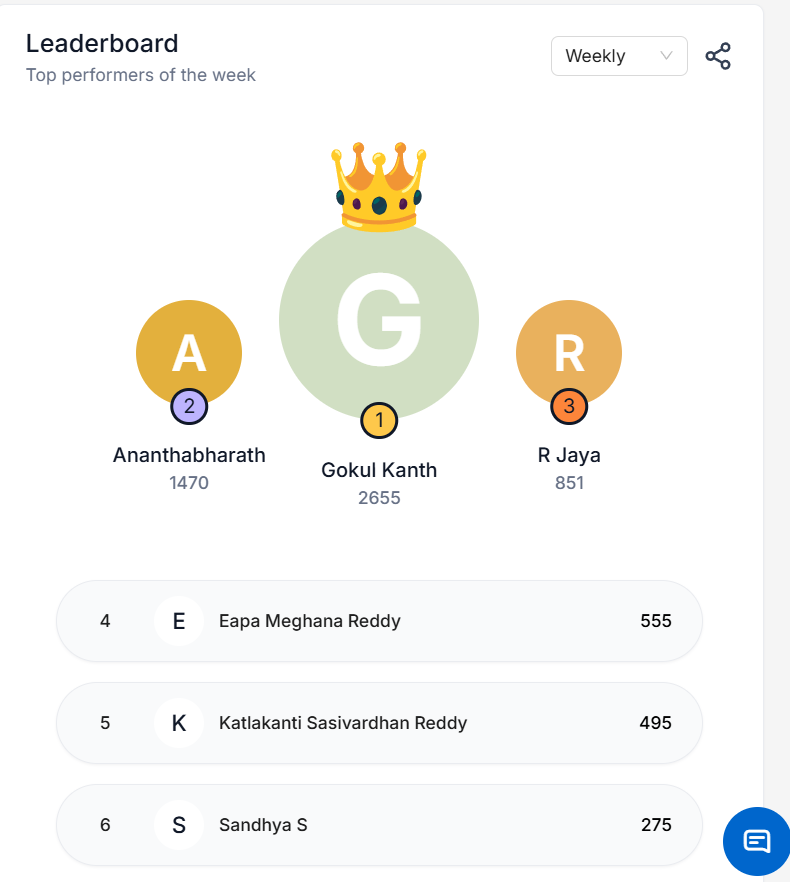 Leaderboard
Top performers of the week
Weekly
G
A
R
2
1
3
Ananthabharath
Gokul Kanth
R Jaya
1470
2655
851
4 E Eapa Meghana Reddy 555
5 K Katlakanti Sasivardhan Reddy 495
6 S Sandhya S 275